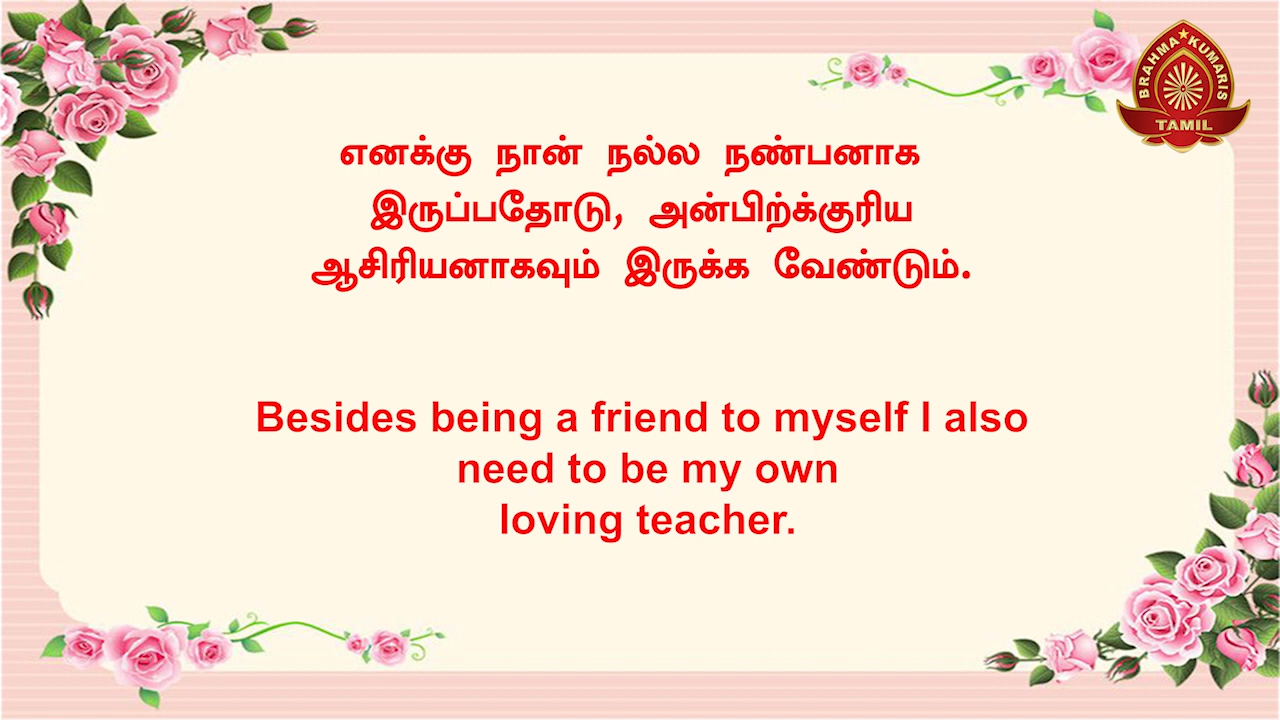 BRAHMA KUMARIS
TAMIL
எனக்கு நான் நல்ல நண்பனாக
இருப்பதோடு, அன்பிற்க்குரிய
ஆசிரியனாகவும் இருக்க வேண்டும்.
Besides being a friend to myself I also
need to be my own
loving teacher.